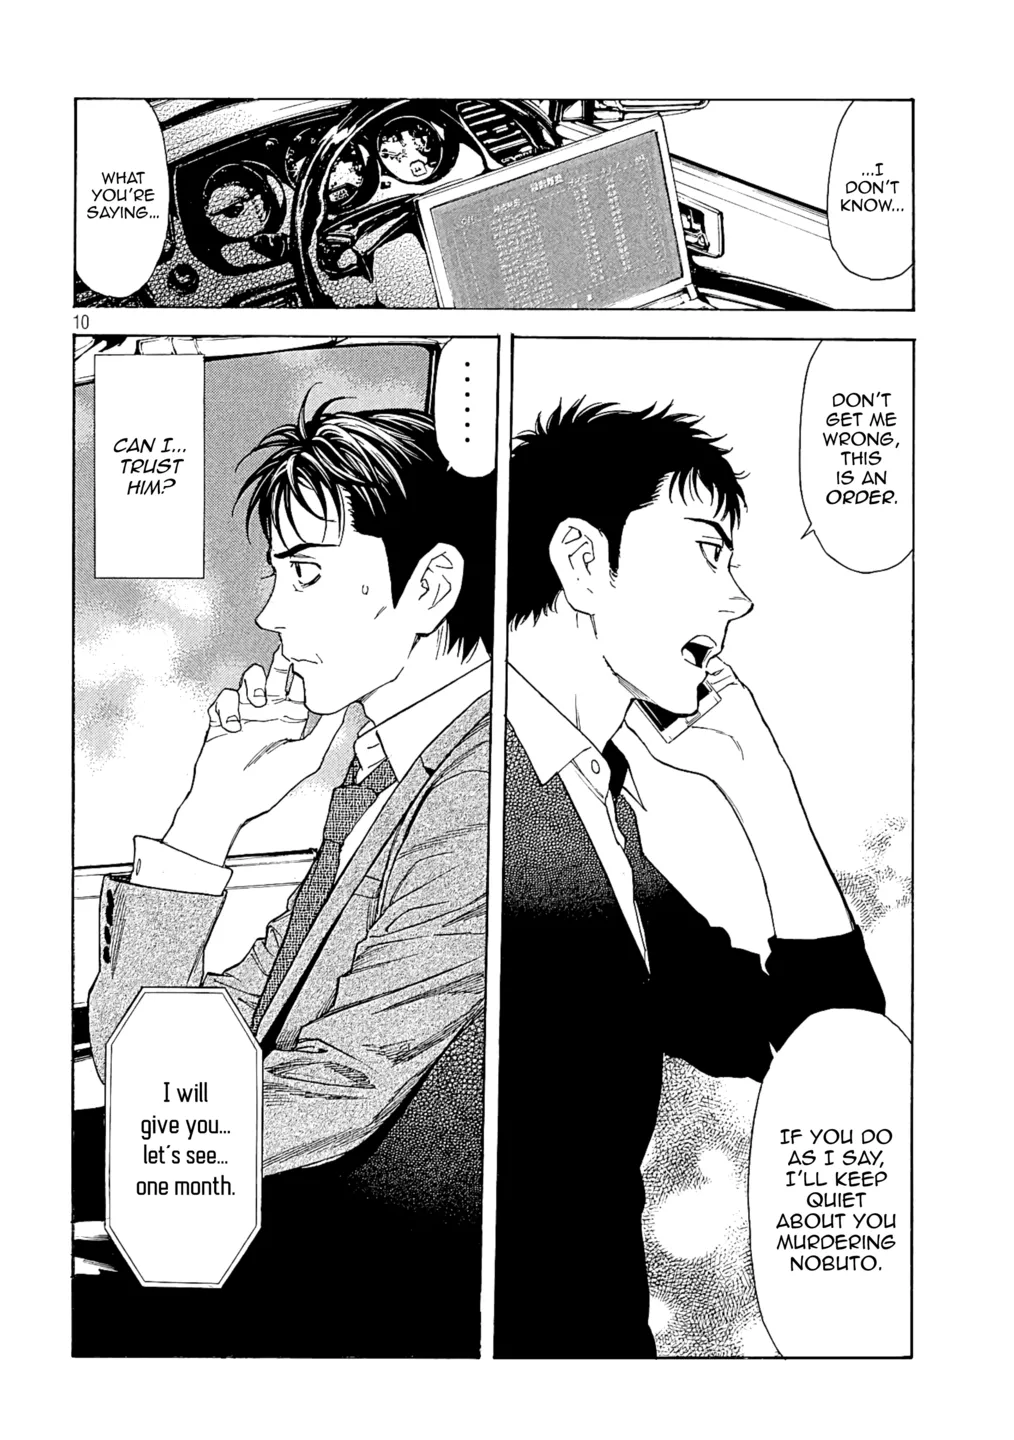 ...I
DON'T
KNOW...
WHAT
YOU'RE
SAYING...
10
DON'T
GET ME
WRONG,
THIS
IS AN
ORDER.
IF YOU DO
AS I SAY,
I'LL KEEP
QUIET
ABOUT YOU
MURDERING
NOBUTO.
......
CAN I...
TRUST
HIM?
I will
give you...
let's see...
one month.